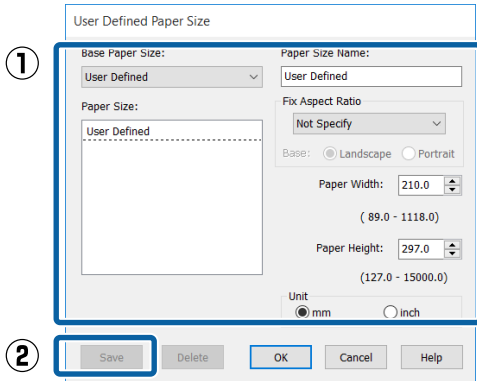 User Defined Paper Size
①
Base Paper Size:
User Defined
Paper Size Name:
User Defined
Paper Size:
User Defined
Fix Aspect Ratio
Not Specify
Base: Landscape Portrait
Paper Width: 210.0
( 89.0 - 1118.0)
Paper Height: 297.0
(127.0 - 15000.0)
Unit
mm inch
②
Save Delete OK Cancel Help